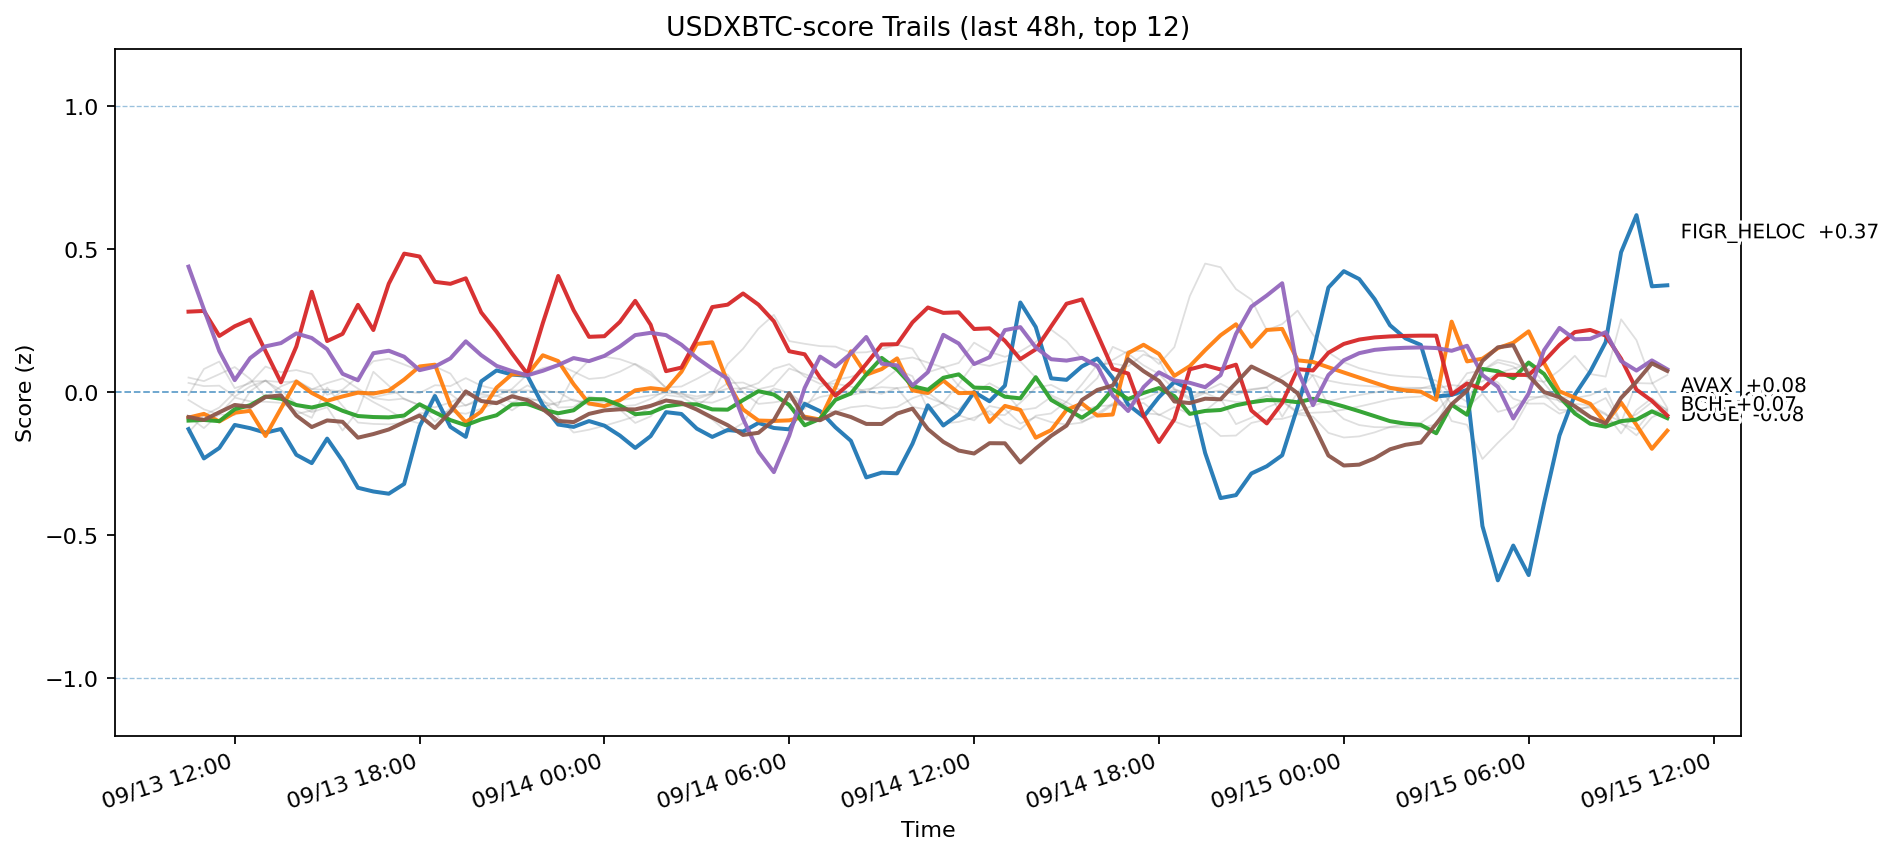 USDXBTC-score Trails (last 48h, top 12)
Score (z)
1.0
0.5
0.0
−0.5
−1.0
FIGR_HELOC +0.37
AVAX +0.08
BCH +0.07
DOGE -0.08
09/13 12:00
09/13 18:00
09/14 00:00
09/14 06:00
09/14 12:00
09/14 18:00
09/15 00:00
09/15 06:00
09/15 12:00
Time